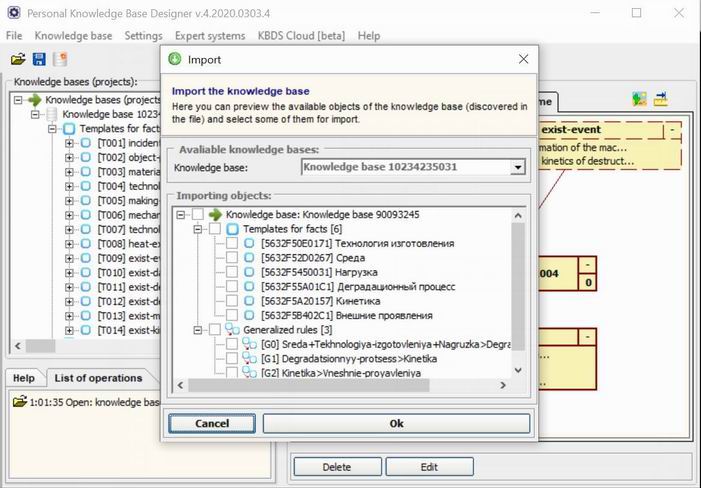 Personal Knowledge Base Designer v.4.2020.0303.4
File Knowledge base Settings Expert systems KBDS Cloud [beta] Help
Knowledge bases (projects):
Knowledge bases (projects
Knowledge base 10234
Templates for facts
[T001] incident
[T002] object-
[T003] materia
[T004] technol
[T005] making-
[T006] mechan
[T007] technol
[T008] heat-ex
[T009] exist-ev
[T010] exist-da
[T011] exist-de
[T012] exist-de
[T013] exist-m
[T014] exist-kin
Help List of operations
1:01:35 Open: knowledge bas
Import
Import the knowledge base
Here you can preview the available objects of the knowledge base (discovered in
the file) and select some of them for import.
Avaliable knowledge bases:
Knowledge base: Knowledge base 10234235031
Importing objects:
Knowledge base: Knowledge base 90093245
Templates for facts [6]
[5632F50E0171] Технология изготовления
[5632F52D0267] Среда
[5632F5450031] Нагрузка
[5632F55A01C1] Деградационный процесс
[5632F5A20157] Кинетика
[5632F5B402C1] Внешние проявления
Generalized rules [3]
[G0] Sreda+Tekhnologiya-izgotovleniya+Nagruzka>Degra
[G1] Degradatsionnyy-protsess>Kinetika
[G2] Kinetika>Vneshnie-proyavleniya
Cancel Ok
me
exist-event -
mation of the mac...
kinetics of destruct...
004 -
0
-
...
...
Delete Edit